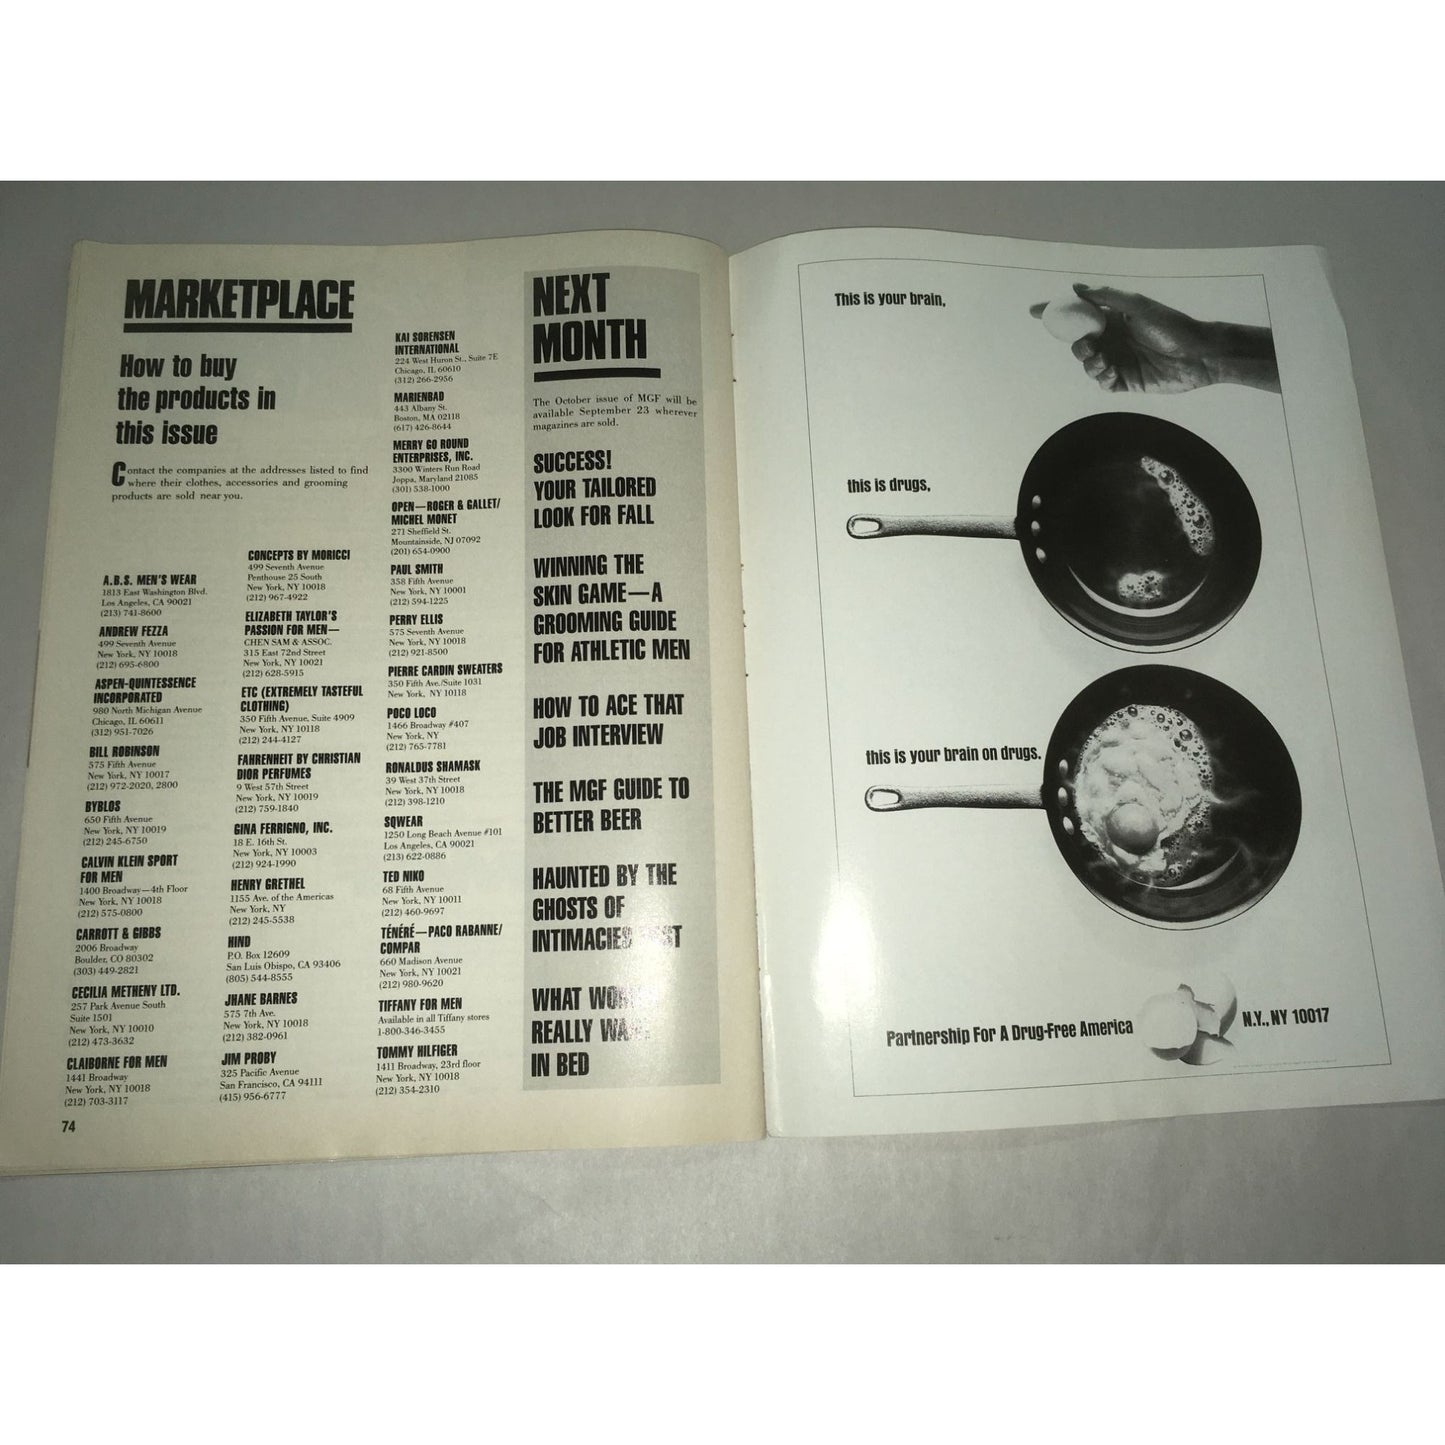 MARKETPLACE
How to buy
the products in
this issue
Contact the companies at the addresses listed to find
where their clothes, accessories and grooming
products are sold near you.
A.B.S. MEN'S WEAR
1813 East Washington Blvd.
Los Angeles, CA 90021
(213) 741-8600
ANDREW FEZZA
499 Seventh Avenue
New York, NY 10018
(212) 695-6800
ASPEN-QUINTESSENCE
INCORPORATED
980 North Michigan Avenue
Chicago, IL 60611
(312) 951-7026
BILL ROBINSON
575 Fifth Avenue
New York, NY 10017
(212) 972-2020, 2800
BYBLOS
650 Fifth Avenue
New York, NY 10019
(212) 245-6750
CALVIN KLEIN SPORT
FOR MEN
1400 Broadway—4th Floor
New York, NY 10018
(212) 575-0800
CARROTT & GIBBS
2006 Broadway
Boulder, CO 80302
(303) 449-2821
CECILIA METHENY LTD.
257 Park Avenue South
Suite 1501
New York, NY 10010
(212) 473-3632
CLAIBORNE FOR MEN
1441 Broadway
New York, NY 10018
(212) 703-3117
CONCEPTS BY MORICCI
499 Seventh Avenue
Penthouse 25 South
New York, NY 10018
(212) 967-4922
ELIZABETH TAYLOR'S
PASSION FOR MEN—
CHEN SAM & ASSOC.
315 East 72nd Street
New York, NY 10021
(212) 628-5915
ETC (EXTREMELY TASTEFUL
CLOTHING)
350 Fifth Avenue, Suite 4909
New York, NY 10118
(212) 244-4127
FAHRENHEIT BY CHRISTIAN
DIOR PERFUMES
9 West 57th Street
New York, NY 10019
(212) 759-1840
GINA FERRIGNO, INC.
18 E. 16th St.
New York, NY 10003
(212) 924-1990
HENRY GRETHEL
1155 Ave. of the Americas
New York, NY
(212) 245-5538
HIND
P.O. Box 12609
San Luis Obispo, CA 93406
(805) 544-8555
JHANE BARNES
575 7th Ave.
New York, NY 10018
(212) 382-0961
JIM PROBY
325 Pacific Avenue
San Francisco, CA 94111
(415) 956-6777
KAI SORENSEN
INTERNATIONAL
224 West Huron St., Suite 7E
Chicago, IL 60610
(312) 266-2956
MARIENBAD
443 Albany St.
Boston, MA 02118
(617) 426-8644
MERRY GO ROUND
ENTERPRISES, INC.
3300 Winters Run Road
Joppa, Maryland 21085
(301) 538-1000
OPEN—ROGER & GALLET/
MICHEL MONET
271 Sheffield St.
Mountainside, NJ 07092
(201) 654-0900
PAUL SMITH
358 Fifth Avenue
New York, NY 10001
(212) 594-1225
PERRY ELLIS
575 Seventh Avenue
New York, NY 10018
(212) 921-8500
PIERRE CARDIN SWEATERS
350 Fifth Ave./Suite 1031
New York, NY 10118
POCO LOCO
1466 Broadway #407
New York, NY
(212) 765-7781
RONALDUS SHAMASK
39 West 37th Street
New York, NY 10018
(212) 398-1210
SQWEAR
1250 Long Beach Avenue #101
Los Angeles, CA 90021
(213) 622-0886
TED NIKO
68 Fifth Avenue
New York, NY 10011
(212) 460-9697
TÉNÉRÉ—PACO RABANNE/
COMPAR
660 Madison Avenue
New York, NY 10021
(212) 980-9620
TIFFANY FOR MEN
Available in all Tiffany stores
1-800-346-3455
TOMMY HILFIGER
1411 Broadway, 23rd floor
New York, NY 10018
(212) 354-2310
74
NEXT
MONTH
The October issue of MGF will be
available September 23 wherever
magazines are sold.
SUCCESS!
YOUR TAILORED
LOOK FOR FALL
WINNING THE
SKIN GAME—A
GROOMING GUIDE
FOR ATHLETIC MEN
HOW TO ACE THAT
JOB INTERVIEW
THE MGF GUIDE TO
BETTER BEER
HAUNTED BY THE
GHOSTS OF
INTIMACIES
WHAT
REALLY
IN BED
This is your brain,
this is drugs,
this is your brain on drugs.
Partnership For A Drug-Free America
N.Y., NY 10017